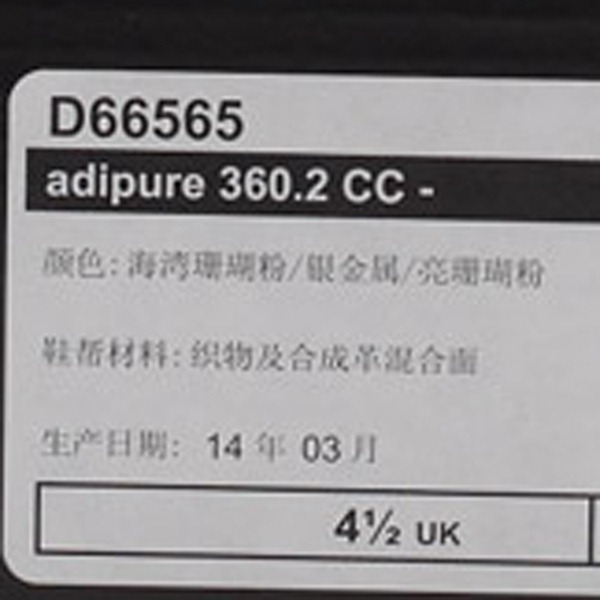 D66565
adipure 360.2 CC -
颜色: 海湾珊瑚粉/银金属/亮珊瑚粉
鞋帮材料: 织物及合成革混合面
生产日期: 14 年 03 月
4½ UK